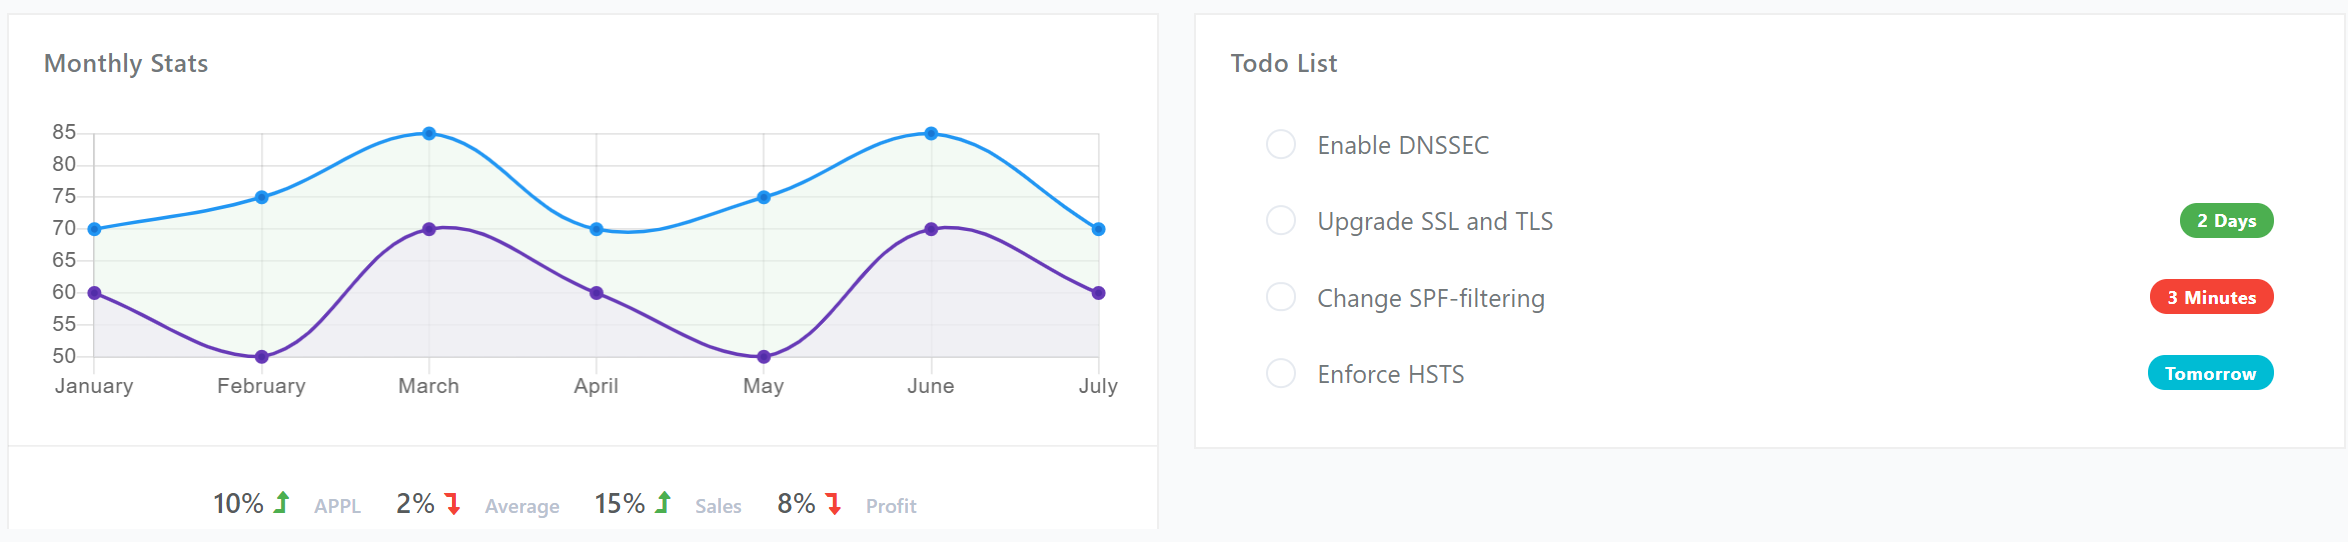 Monthly Stats
85
80
75
70
65
60
55
50
January February March April May June July
10% APPL 2% Average 15% Sales 8% Profit
Todo List
Enable DNSSEC
Upgrade SSL and TLS 2 Days
Change SPF-filtering 3 Minutes
Enforce HSTS Tomorrow